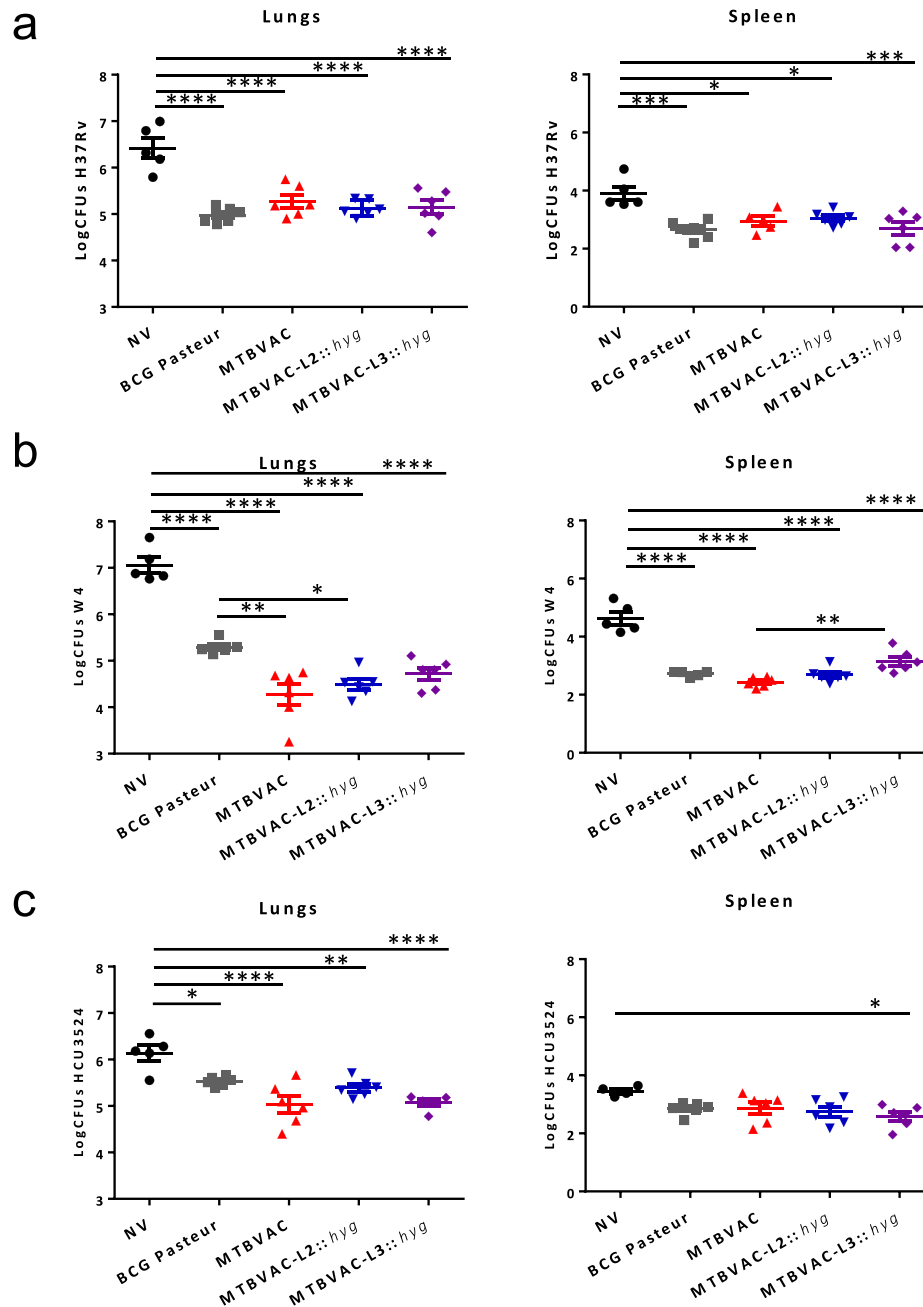 a
Lungs
Spleen
****
****
****
****
***
*
*
***
LogCFUs H37Rv
8
7
6
5
4
3
LogCFUs H37Rv
8
6
4
2
0
NV
BCG Pasteur
MTBVAC
MTBVAC-L2::hyg
MTBVAC-L3::hyg
NV
BCG Pasteur
MTBVAC
MTBVAC-L2::hyg
MTBVAC-L3::hyg
b
Lungs
Spleen
****
****
****
****
*
**
****
****
****
****
**
LogCFUs W4
8
7
6
5
4
3
LogCFUs W4
8
6
4
2
0
NV
BCG Pasteur
MTBVAC
MTBVAC-L2::hyg
MTBVAC-L3::hyg
NV
BCG Pasteur
MTBVAC
MTBVAC-L2::hyg
MTBVAC-L3::hyg
c
Lungs
Spleen
****
**
****
*
*
LogCFUs HCU3524
8
7
6
5
4
3
LogCFUs HCU3524
8
6
4
2
0
NV
BCG Pasteur
MTBVAC
MTBVAC-L2::hyg
MTBVAC-L3::hyg
NV
BCG Pasteur
MTBVAC
MTBVAC-L2::hyg
MTBVAC-L3::hyg